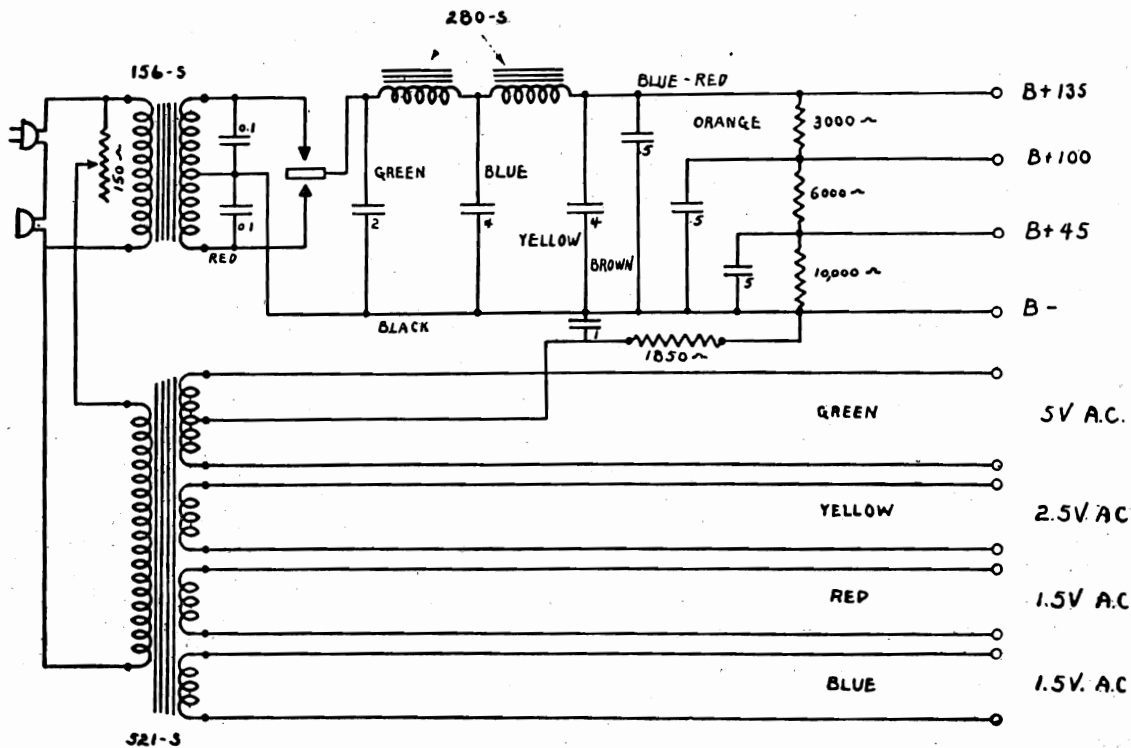 280-S
156-S
BLUE-RED
B+ 135
0.1
.5
ORANGE
3000~
B+100
150~
GREEN
BLUE
6000~
0.1
2
4
4
.5
B+ 45
RED
YELLOW
BROWN
.5
10,000~
BLACK
1
B -
1850~
GREEN
5V A.C.
YELLOW
2.5V. AC
RED
1.5V A.C
BLUE
1.5V. A.C
521-S